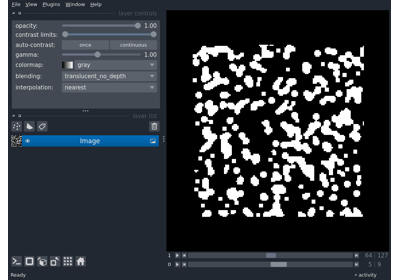 File View Plugins Window Help
layer controls
opacity: 1.00
contrast limits:
auto-contrast: once continuous
gamma: 1.00
colormap: gray
blending: translucent_no_depth
interpolation: nearest
layer list
Image
1 64 127
0 5 9
Ready activity